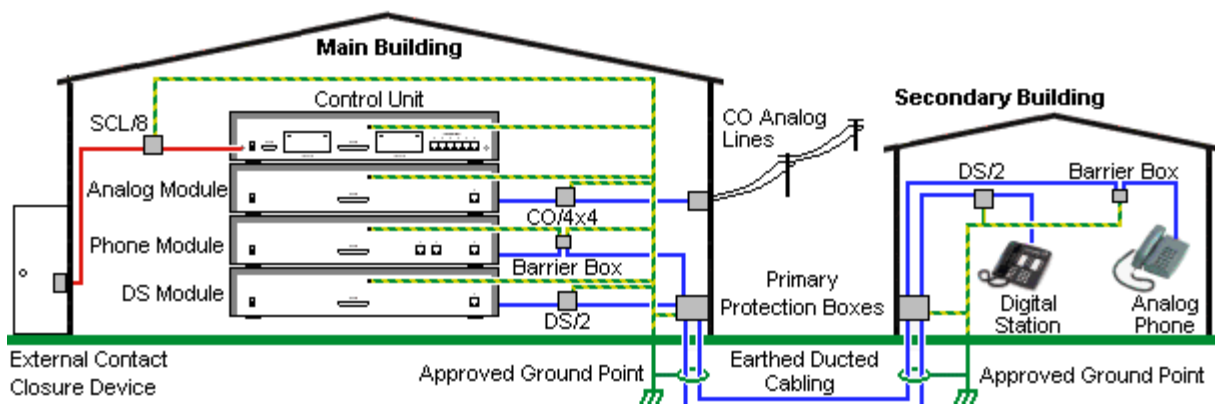 Main Building
Control Unit
SCL/8
Analog Module
CO/4x4
Phone Module
Barrier Box
DS Module
DS/2
External Contact
Closure Device
Approved Ground Point
CO Analog
Lines
Primary
Protection Boxes
Earthed Ducted
Cabling
Secondary Building
DS/2
Barrier Box
Digital
Station
Analog
Phone
Approved Ground Point